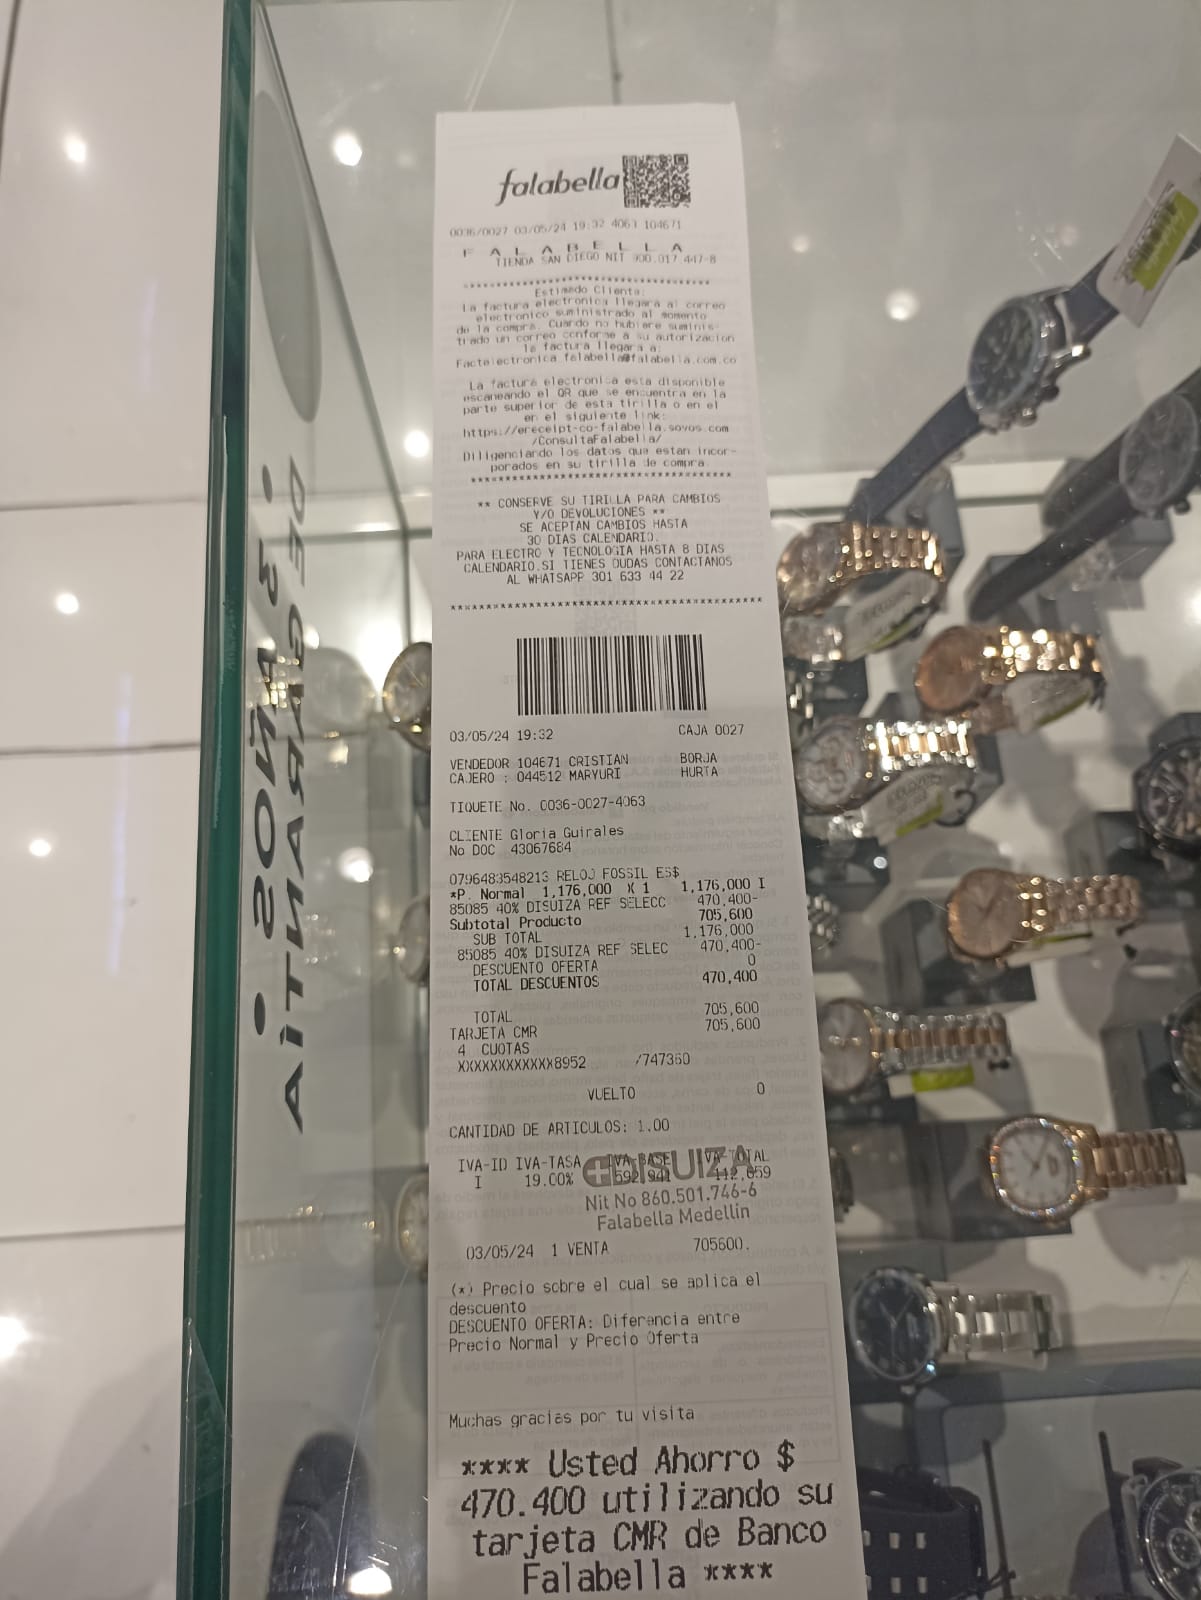 falabella
0036/0027 03/05/24 19:32 4063 104671
F A L A B E L L A
TIENDA SAN DIEGO NIT 900.017.447-8
Estimado Cliente:
La factura electronica llegara al correo
electronico suministrado al momento
de la compra. Cuando no hubiere suminis-
trado un correo conforme a su autorizacion
la factura llegara a:
Factelectronica.falabella@falabella.com.co
La factura electronica esta disponible
escaneando el QR que se encuentra en la
parte superior de esta tirilla o en el
en el siguiente link:
https://ereceipt-co-falabella.sovos.com
/ConsultaFalabella/
Diligenciando los datos que estan incor-
porados en su tirilla de compra.
** CONSERVE SU TIRILLA PARA CAMBIOS
Y/O DEVOLUCIONES **
SE ACEPTAN CAMBIOS HASTA
30 DIAS CALENDARIO.
PARA ELECTRO Y TECNOLOGIA HASTA 8 DIAS
CALENDARIO.SI TIENES DUDAS CONTACTANOS
AL WHATSAPP 301 633 44 22
03/05/24 19:32 CAJA 0027
VENDEDOR 104671 CRISTIAN BORJA
CAJERO : 044512 MARYURI HURTA
TIQUETE No. 0036-0027-4063
CLIENTE Gloria Guirales
No DOC 43067684
0796483548213 RELOJ FOSSIL ES$
*P. Normal 1,176,000 X 1 1,176,000 I
85085 40% DISUIZA REF SELECC 470,400-
Subtotal Producto 705,600
SUB TOTAL 1,176,000
85085 40% DISUIZA REF SELEC 470,400-
DESCUENTO OFERTA 0
TOTAL DESCUENTOS 470,400
TOTAL 705,600
TARJETA CMR 705,600
4 CUOTAS
XXXXXXXXXXXX8952 /747360
VUELTO 0
CANTIDAD DE ARTICULOS: 1.00
IVA-ID IVA-TASA IVA-BASE IVA-TOTAL
I 19.00% 592,941 112,659
DISUIZA
Nit No 860.501.746-6
Falabella Medellin
03/05/24 1 VENTA 705600.
(*) Precio sobre el cual se aplica el
descuento
DESCUENTO OFERTA: Diferencia entre
Precio Normal y Precio Oferta
Muchas gracias por tu visita
**** Usted Ahorro $
470.400 utilizando su
tarjeta CMR de Banco
Falabella ****
• 3 AÑOS •
DE GARANTÍA